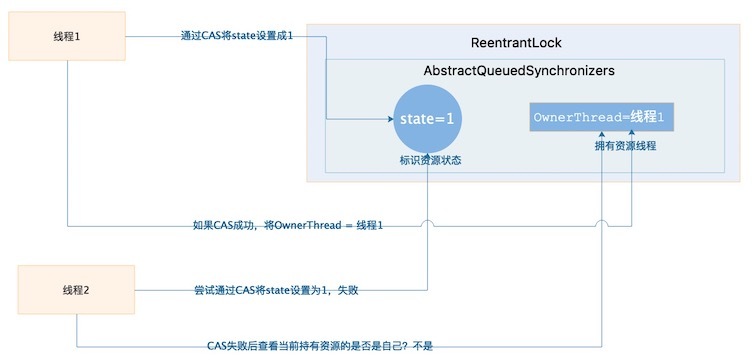 线程1
通过CAS将state设置成1
ReentrantLock
AbstractQueuedSynchronizers
state=1
OwnerThread=线程1
标识资源状态
拥有资源线程
如果CAS成功，将OwnerThread = 线程1
线程2
尝试通过CAS将state设置为1，失败
CAS失败后查看当前持有资源的是否是自己？不是